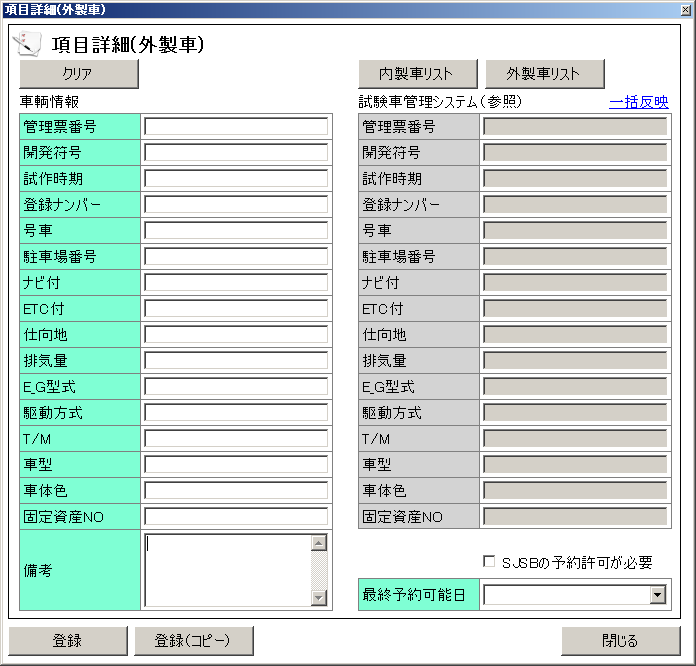 項目詳細(外製車)
項目詳細(外製車)
クリア
内製車リスト
外製車リスト
車輌情報
試験車管理システム(参照)
一括反映
管理票番号
管理票番号
開発符号
開発符号
試作時期
試作時期
登録ナンバー
登録ナンバー
号車
号車
駐車場番号
駐車場番号
ナビ付
ナビ付
ETC付
ETC付
仕向地
仕向地
排気量
排気量
E_G型式
E_G型式
駆動方式
駆動方式
T/M
T/M
車型
車型
車体色
車体色
固定資産NO
固定資産NO
備考
SJSBの予約許可が必要
最終予約可能日
登録
登録(コピー)
閉じる